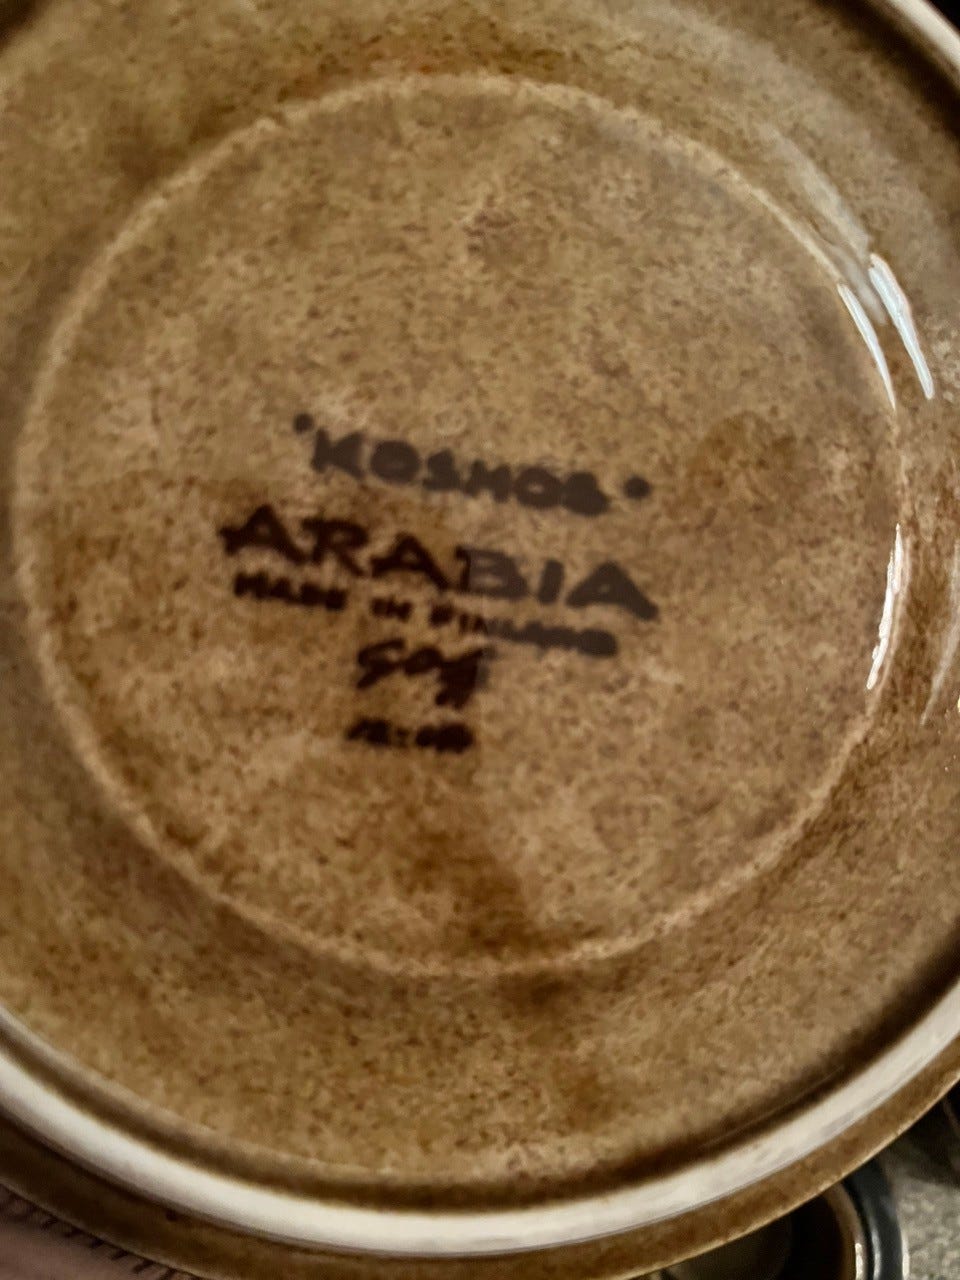 "KOSMOS"
ARABIA
MADE IN FINLAND